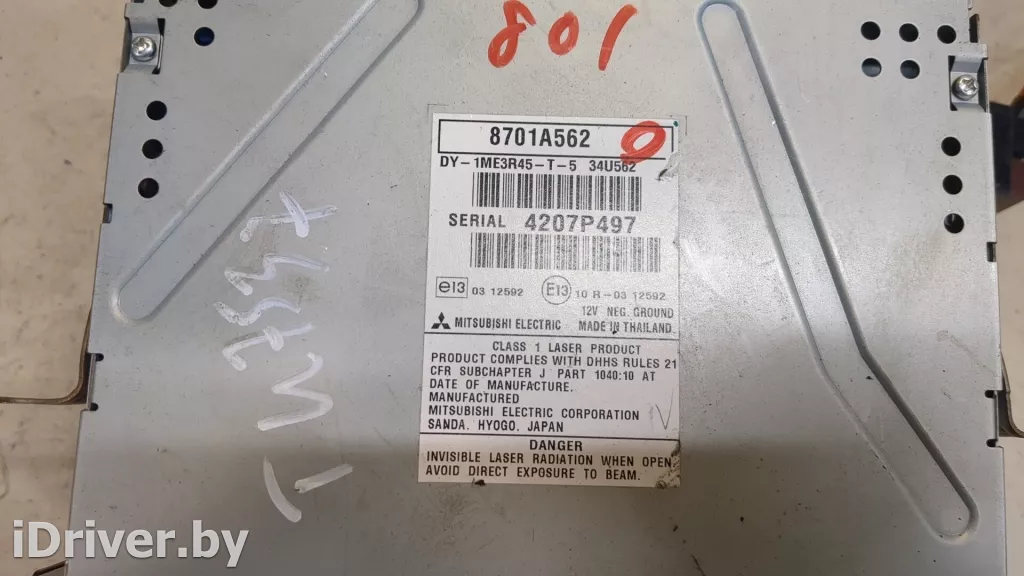 801
8701A562 0
DY-1ME3R45-T-5 34U562
SERIAL 4207P497
e13 03 12592 E13 10 R-03 12592
12V NEG. GROUND
MITSUBISHI ELECTRIC MADE IN THAILAND
CLASS 1 LASER PRODUCT
PRODUCT COMPLIES WITH DHHS RULES 21
CFR SUBCHAPTER J PART 1040:10 AT
DATE OF MANUFACTURE.
MANUFACTURED
MITSUBISHI ELECTRIC CORPORATION
SANDA. HYOGO. JAPAN
DANGER
INVISIBLE LASER RADIATION WHEN OPEN
AVOID DIRECT EXPOSURE TO BEAM.
iDriver.by